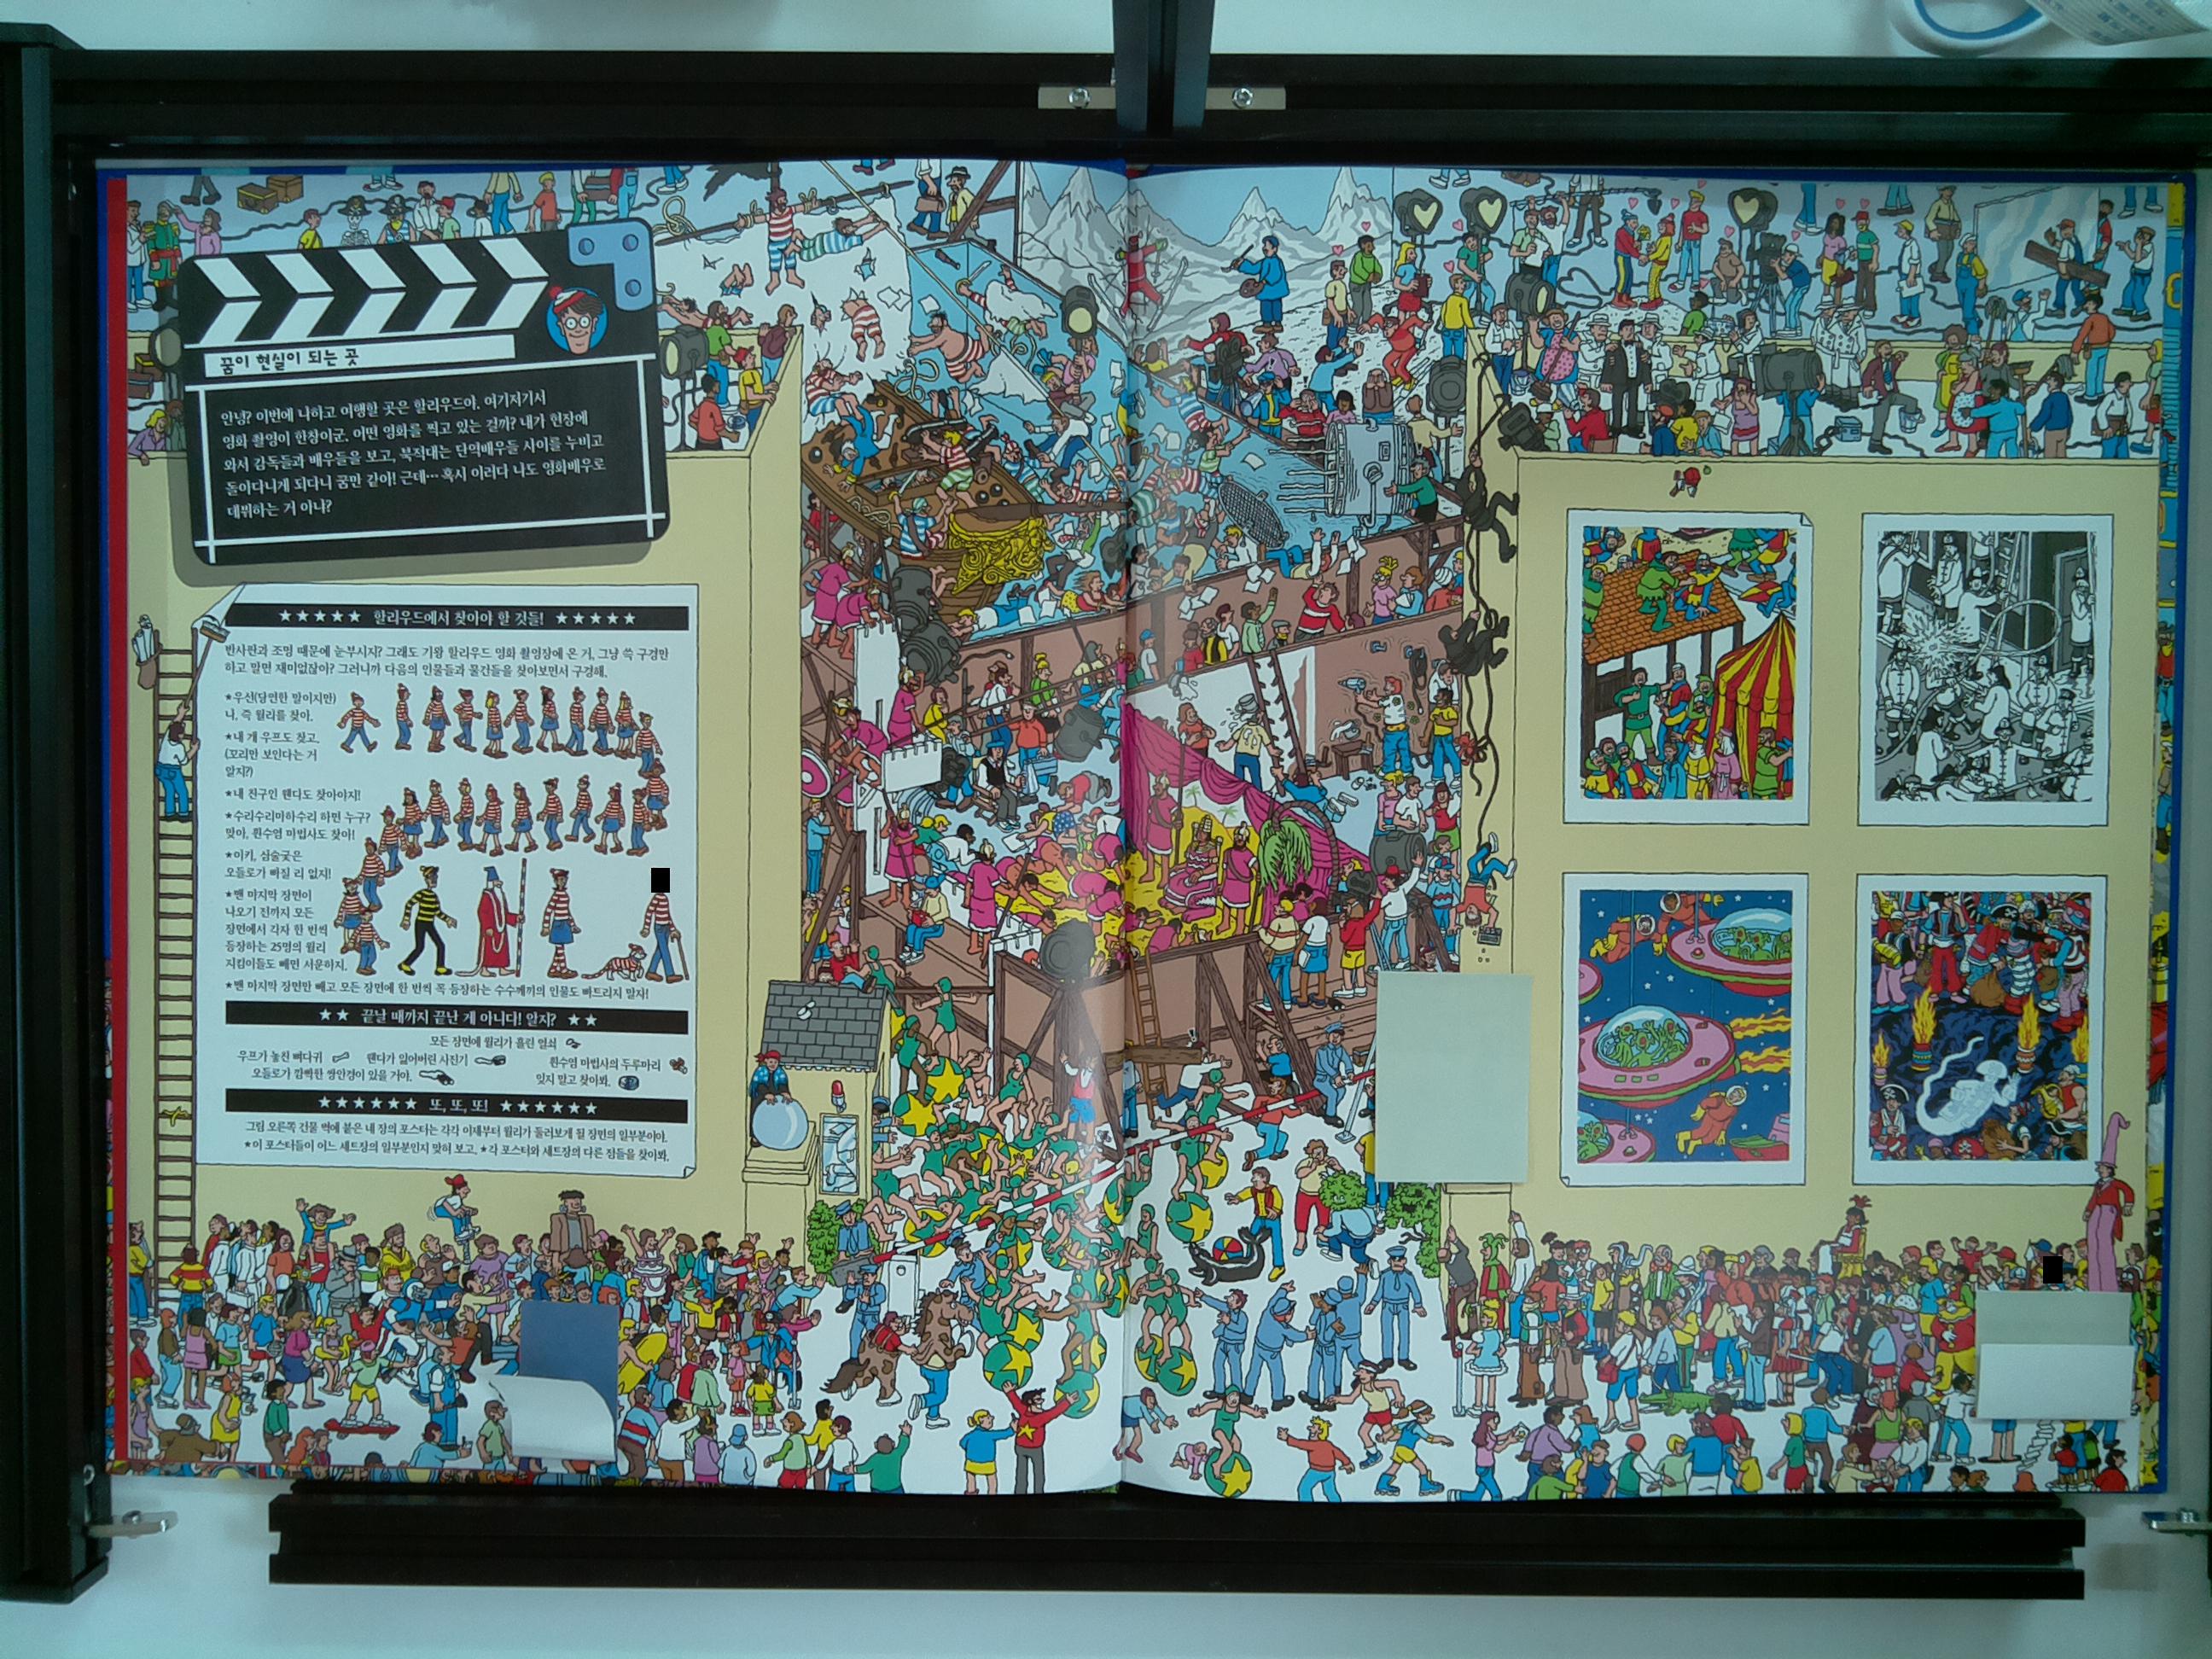 꿈이 현실이 되는 곳
안녕? 이번에 나하고 여행할 곳은 할리우드야. 여기저기서
영화 촬영이 한창이군. 어떤 영화를 찍고 있는 걸까? 내가 현장에
와서 감독들과 배우들을 보고, 북적대는 단역배우들 사이를 누비고
돌아다니게 되다니 꿈만 같아! 근데… 혹시 이러다 나도 영화배우로
데뷔하는 거 아냐?
★★★★★ 할리우드에서 찾아야 할 것들! ★★★★★
반사판과 조명 때문에 눈부시지? 그래도 기왕 할리우드 영화 촬영장에 온 거, 그냥 쓱 구경만
하고 말면 재미없잖아? 그러니까 다음의 인물들과 물건들을 찾아보면서 구경해.
★우선(당연한 말이지만)
나, 즉 월리를 찾아.
★내 개 우프도 찾고.
(꼬리만 보인다는 거
알지?)
★내 친구인 웬다도 찾아야지!
★수리수리마하수리 하면 누구?
맞아, 흰수염 마법사도 찾아!
★이키, 심술궂은
오들로가 빠질 리 없지!
★맨 마지막 장면이
나오기 전까지 모든
장면에서 각자 한 번씩
등장하는 25명의 월리
지킴이들도 빼면 서운하지.
★맨 마지막 장면만 빼고 모든 장면에 한 번씩 꼭 등장하는 수수께끼의 인물도 빠트리지 말자!
★★ 끝날 때까지 끝난 게 아니다! 알지? ★★
모든 장면에 월리가 흘린 열쇠
우프가 놓친 뼈다귀
웬다가 잃어버린 사진기
흰수염 마법사의 두루마리
오들로가 깜빡한 쌍안경이 있을 거야.
잊지 말고 찾아봐.
★★★★★★ 또, 또, 또! ★★★★★★
그림 오른쪽 건물 벽에 붙은 네 장의 포스터는 각각 이제부터 월리가 둘러보게 될 장면의 일부분이야.
★이 포스터들이 어느 세트장의 일부분인지 맞혀 보고, ★각 포스터와 세트장의 다른 점들을 찾아봐.